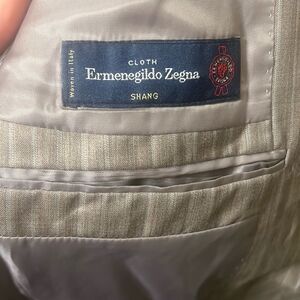 Woven in Italy
CLOTH
Ermenegildo Zegna
SHANG